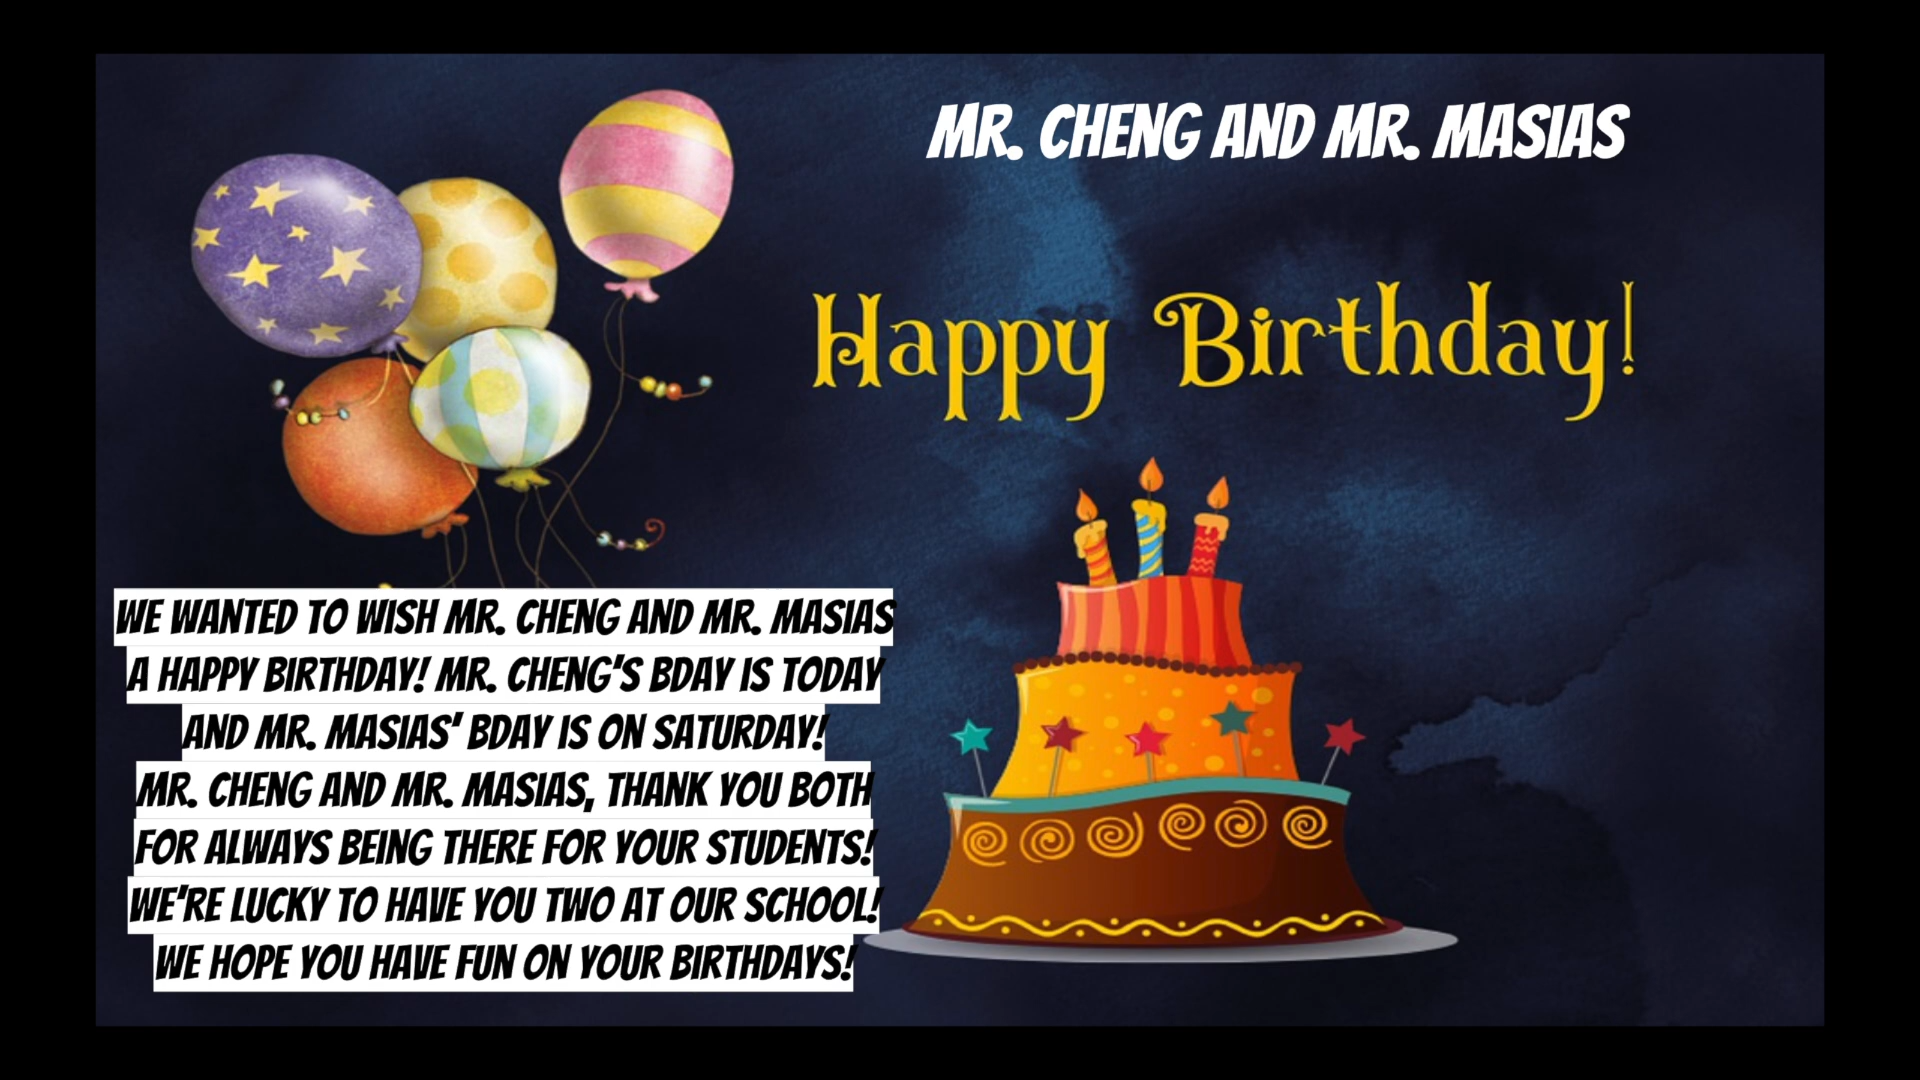 MR. CHENG AND MR. MASIAS
Happy Birthday!
WE WANTED TO WISH MR. CHENG AND MR. MASIAS
A HAPPY BIRTHDAY! MR. CHENG'S BDAY IS TODAY
AND MR. MASIAS' BDAY IS ON SATURDAY!
MR. CHENG AND MR. MASIAS, THANK YOU BOTH
FOR ALWAYS BEING THERE FOR YOUR STUDENTS!
WE'RE LUCKY TO HAVE YOU TWO AT OUR SCHOOL!
WE HOPE YOU HAVE FUN ON YOUR BIRTHDAYS!